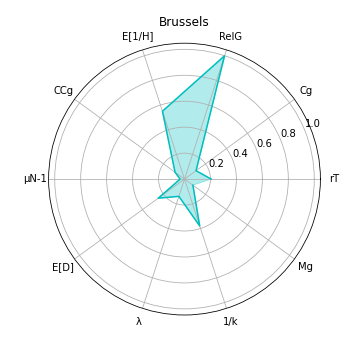 Brussels
E[1/H]
RelG
CCg
Cg
1.0
0.8
0.6
0.4
0.2
μN-1
rT
E[D]
Mg
λ
1/k